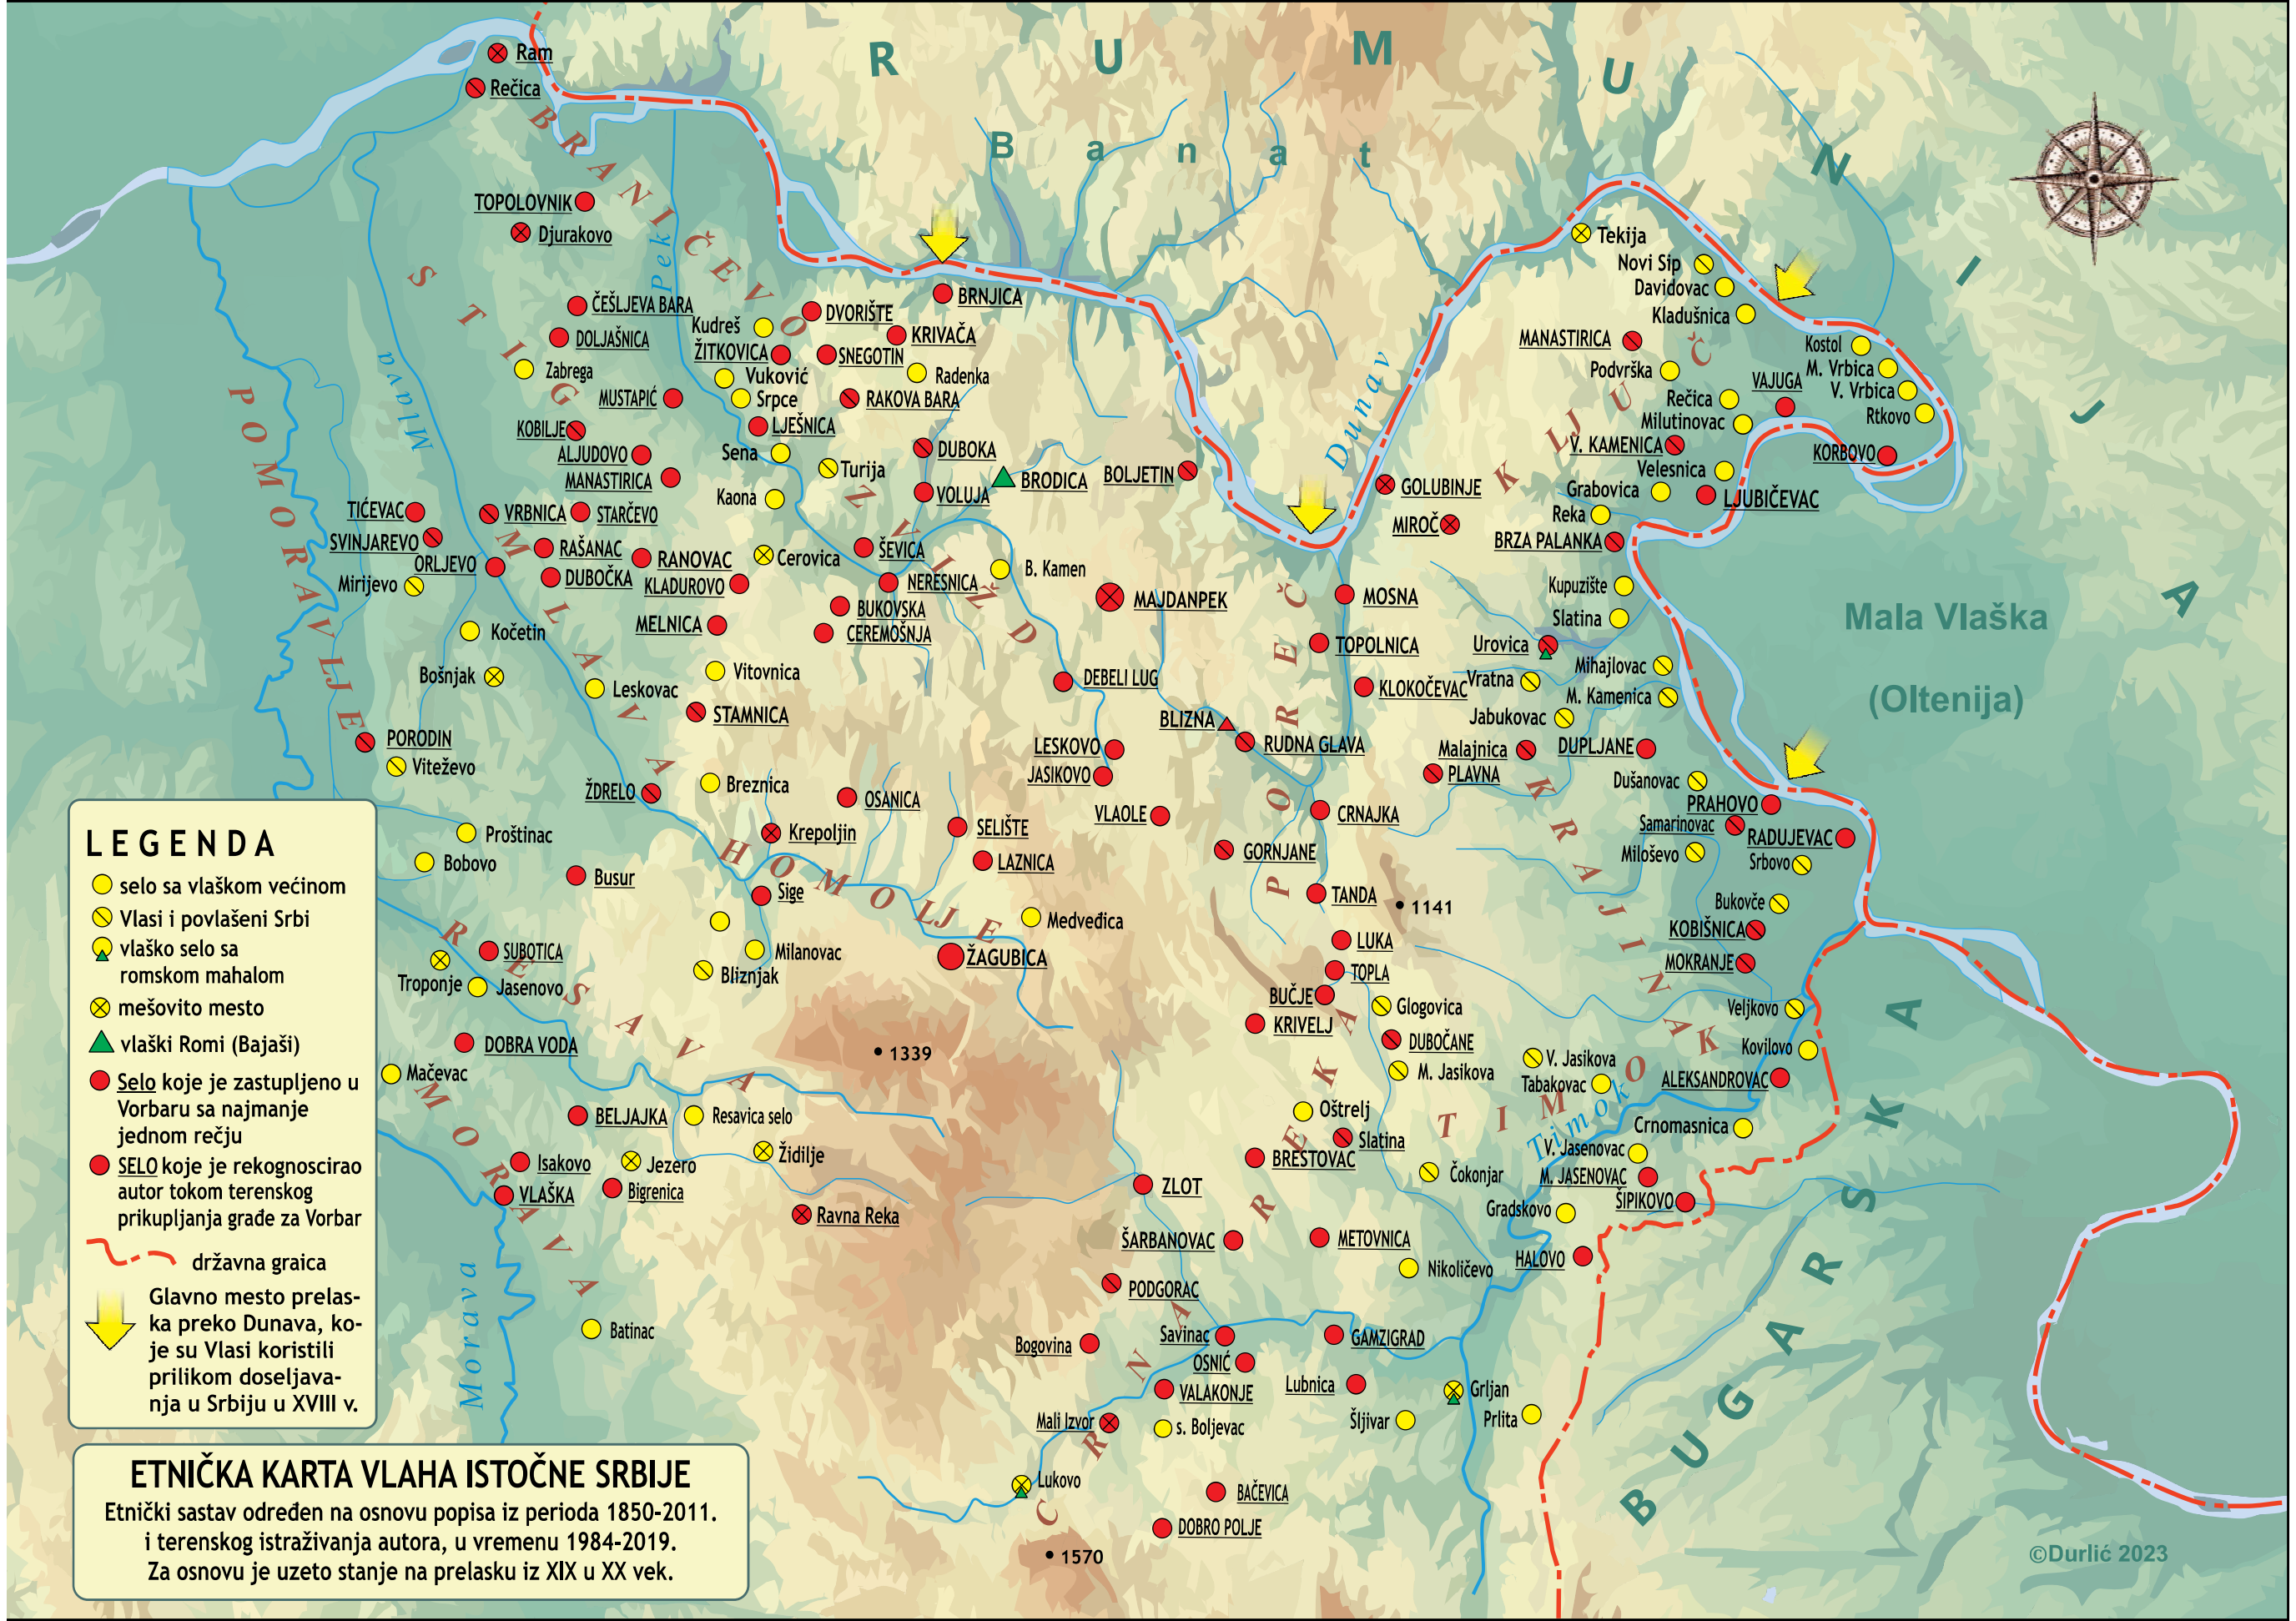 R U M U N I J A
B a n a t
Ram
Rečica
BRANIČEVO
TOPOLOVNIK
Djurakovo
Pek
STIG
Mlava
POMORAVLJE
ČEŠLJEVA BARA
DOLJAŠNICA
Zabrega
MUSTAPIĆ
KOBILJE
ALJUDOVO
MANASTIRICA
Kudreš
ŽITKOVICA
Vuković
Srpce
LJEŠNICA
Sena
Kaona
Turija
DVORIŠTE
SNEGOTIN
RAKOVA BARA
BRNJICA
KRIVAČA
Radenka
DUBOKA
VOLUJA
BRODICA
BOLJETIN
ZVIŽD
Dunav
GOLUBINJE
MIROČ
Tekija
Novi Sip
Davidovac
Kladušnica
MANASTIRICA
Podvrška
KLJUČ
Kostol
M. Vrbica
V. Vrbica
Rtkovo
VAJUGA
Rečica
Milutinovac
V. KAMENICA
KORBOVO
Velesnica
Grabovica
LJUBIČEVAC
Reka
BRZA PALANKA
TIĆEVAC
SVINJAREVO
ORLJEVO
Mirijevo
VRBNICA
STARČEVO
RAŠANAC
RANOVAC
DUBOČKA
KLADUROVO
Cerovica
ŠEVICA
NERESNICA
B. Kamen
BUKOVSKA
CEREMOŠNJA
MELNICA
MAJDANPEK
MOSNA
TOPOLNICA
KLOKOČEVAC
POREČ
Kupuzište
Slatina
Urovica
Mihajlovac
Vratna
M. Kamenica
Jabukovac
Mala Vlaška
(Oltenija)
Kočetin
Bošnjak
MLAVA
Leskovac
Vitovnica
STAMNICA
DEBELI LUG
BLIZNA
RUDNA GLAVA
LESKOVO
JASIKOVO
VLAOLE
Malajnica
PLAVNA
DUPLJANE
Dušanovac
PRAHOVO
Samarinovac
RADUJEVAC
Miloševo
Srbovo
KRAJINA
PORODIN
Viteževo
ŽDRELO
Breznica
OSANICA
Krepoljin
SELIŠTE
LAZNICA
HOMOLJE
CRNAJKA
GORNJANE
TANDA
1141
Proštinac
Bobovo
Busur
Sige
Medveđica
ŽAGUBICA
Milanovac
Bliznjak
LUKA
TOPLA
BUČJE
KRIVELJ
Glogovica
DUBOČANE
M. Jasikova
Bukovče
KOBIŠNICA
MOKRANJE
Veljkovo
Kovilovo
V. Jasikova
Tabakovac
ALEKSANDROVAC
TIMOK
Timok
RESAVA
SUBOTICA
Troponje
Jasenovo
DOBRA VODA
Mačevac
1339
MORAVA
BELJAJKA
Resavica selo
Isakovo
Jezero
Židilje
VLAŠKA
Bigrenica
Ravna Reka
Batinac
Morava
Oštrelj
Slatina
BRESTOVAC
ZLOT
Čokonjar
Crnomasnica
V. Jasenovac
M. JASENOVAC
ŠIPIKOVO
Gradskovo
HALOVO
ŠARBANOVAC
METOVNICA
Nikoličevo
PODGORAC
CRNA REKA
Bogovina
Savinac
GAMZIGRAD
OSNIĆ
VALAKONJE
Lubnica
Mali Izvor
s. Boljevac
Šljivar
Grljan
Prlita
Lukovo
BAČEVICA
DOBRO POLJE
1570
BUGARSKA
LEGENDA
selo sa vlaškom većinom
Vlasi i povlašeni Srbi
vlaško selo sa
romskom mahalom
mešovito mesto
vlaški Romi (Bajaši)
Selo koje je zastupljeno u
Vorbaru sa najmanje
jednom rečju
SELO koje je rekognoscirao
autor tokom terenskog
prikupljanja građe za Vorbar
državna graica
Glavno mesto prelas-
ka preko Dunava, ko-
je su Vlasi koristili
prilikom doseljava-
nja u Srbiju u XVIII v.
ETNIČKA KARTA VLAHA ISTOČNE SRBIJE
Etnički sastav određen na osnovu popisa iz perioda 1850-2011.
i terenskog istraživanja autora, u vremenu 1984-2019.
Za osnovu je uzeto stanje na prelasku iz XIX u XX vek.
©Durlić 2023